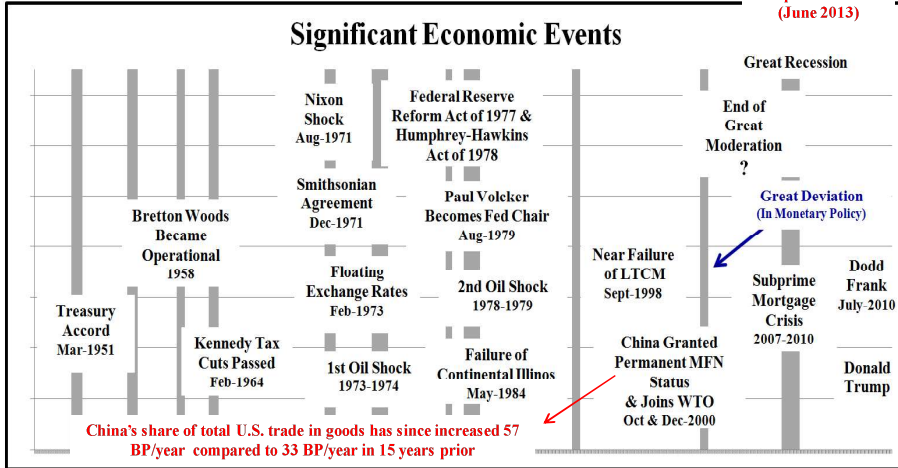 (June 2013)
Significant Economic Events
Great Recession
Nixon
Shock
Aug-1971
Federal Reserve
Reform Act of 1977 &
Humphrey-Hawkins
Act of 1978
End of
Great
Moderation
?
Smithsonian
Agreement
Dec-1971
Paul Volcker
Becomes Fed Chair
Aug-1979
Great Deviation
(In Monetary Policy)
Bretton Woods
Became
Operational
1958
Floating
Exchange Rates
Feb-1973
2nd Oil Shock
1978-1979
Near Failure
of LTCM
Sept-1998
Subprime
Mortgage
Crisis
2007-2010
Dodd
Frank
July-2010
Treasury
Accord
Mar-1951
Kennedy Tax
Cuts Passed
Feb-1964
1st Oil Shock
1973-1974
Failure of
Continental Illinos
May-1984
China Granted
Permanent MFN
Status
& Joins WTO
Oct & Dec-2000
Donald
Trump
China's share of total U.S. trade in goods has since increased 57
BP/year compared to 33 BP/year in 15 years prior